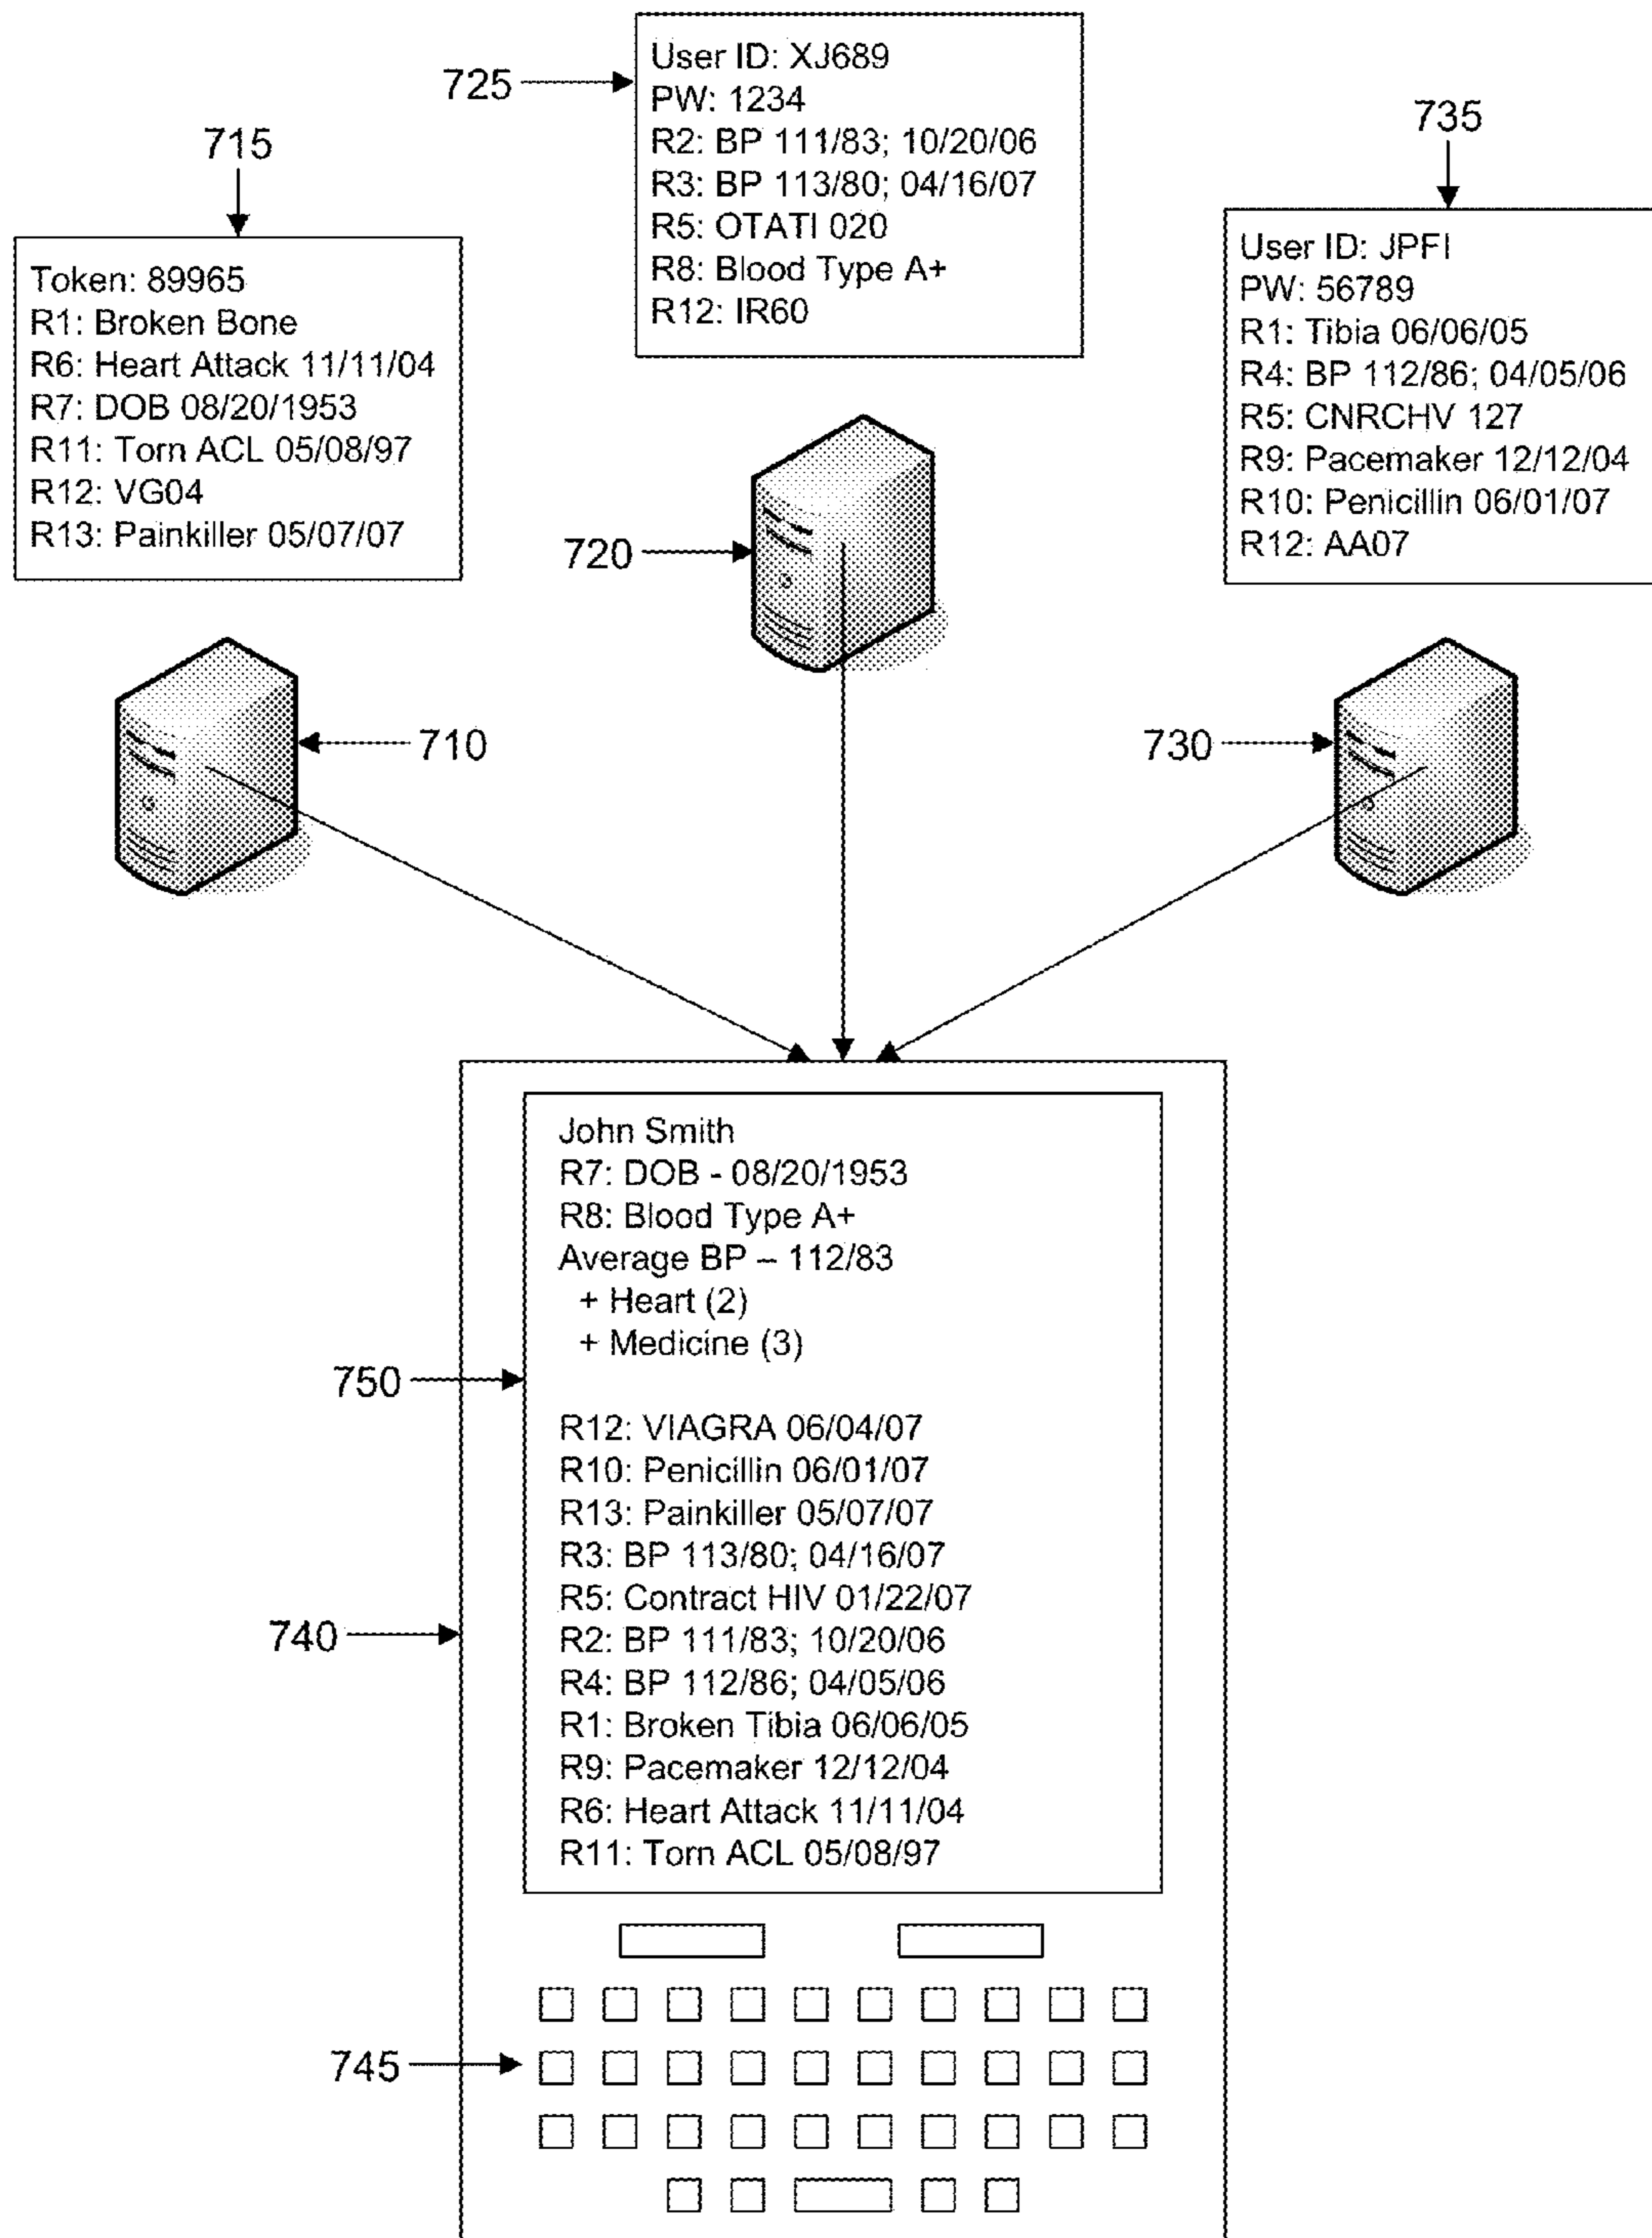 725
User ID: XJ689
PW: 1234
R2: BP 111/83; 10/20/06
R3: BP 113/80; 04/16/07
R5: OTATI 020
R8: Blood Type A+
R12: IR60
715
Token: 89965
R1: Broken Bone
R6: Heart Attack 11/11/04
R7: DOB 08/20/1953
R11: Torn ACL 05/08/97
R12: VG04
R13: Painkiller 05/07/07
735
User ID: JPFI
PW: 56789
R1: Tibia 06/06/05
R4: BP 112/86; 04/05/06
R5: CNRCHV 127
R9: Pacemaker 12/12/04
R10: Penicillin 06/01/07
R12: AA07
720
710
730
John Smith
R7: DOB - 08/20/1953
R8: Blood Type A+
Average BP – 112/83
+ Heart (2)
+ Medicine (3)
750
R12: VIAGRA 06/04/07
R10: Penicillin 06/01/07
R13: Painkiller 05/07/07
R3: BP 113/80; 04/16/07
R5: Contract HIV 01/22/07
740
R2: BP 111/83; 10/20/06
R4: BP 112/86; 04/05/06
R1: Broken Tibia 06/06/05
R9: Pacemaker 12/12/04
R6: Heart Attack 11/11/04
R11: Torn ACL 05/08/97
745